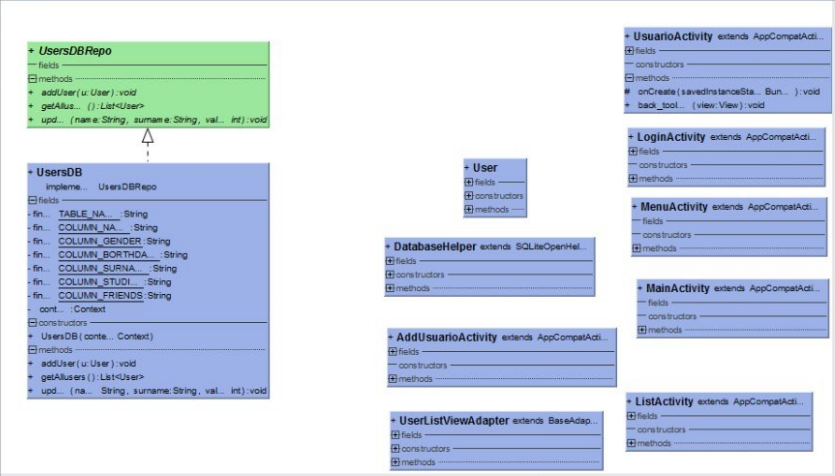 + UsersDBRepo
fields
methods
+ addUser(u:User):void
+ getAllus... ():List<User>
+ upd... (name:String, surname:String, val... int):void
+ UsersDB
impleme... UsersDBRepo
fields
- fin... TABLE_NA... :String
- fin... COLUMN_NA... :String
- fin... COLUMN_GENDER:String
- fin... COLUMN_BORTHDA... :String
- fin... COLUMN_SURNA... :String
- fin... COLUMN_STUDI... :String
- fin... COLUMN_FRIENDS:String
- cont... :Context
constructors
+ UsersDB(conte... Context)
methods
+ addUser(u:User):void
+ getAllusers():List<User>
+ upd... (na... String, surname:String, val... int):void
+ User
fields
constructors
methods
+ DatabaseHelper extends SQLiteOpenHel...
fields
constructors
methods
+ AddUsuarioActivity extends AppCompatActi...
fields
constructors
methods
+ UserListViewAdapter extends BaseAdap...
fields
constructors
methods
+ UsuarioActivity extends AppCompatActi...
fields
constructors
methods
# onCreate(savedInstanceSta... Bun... ):void
+ back_tool... (view:View):void
+ LoginActivity extends AppCompatActi...
fields
constructors
methods
+ MenuActivity extends AppCompatActi...
fields
constructors
methods
+ MainActivity extends AppCompatActi...
fields
constructors
methods
+ ListActivity extends AppCompatActi...
fields
constructors
methods